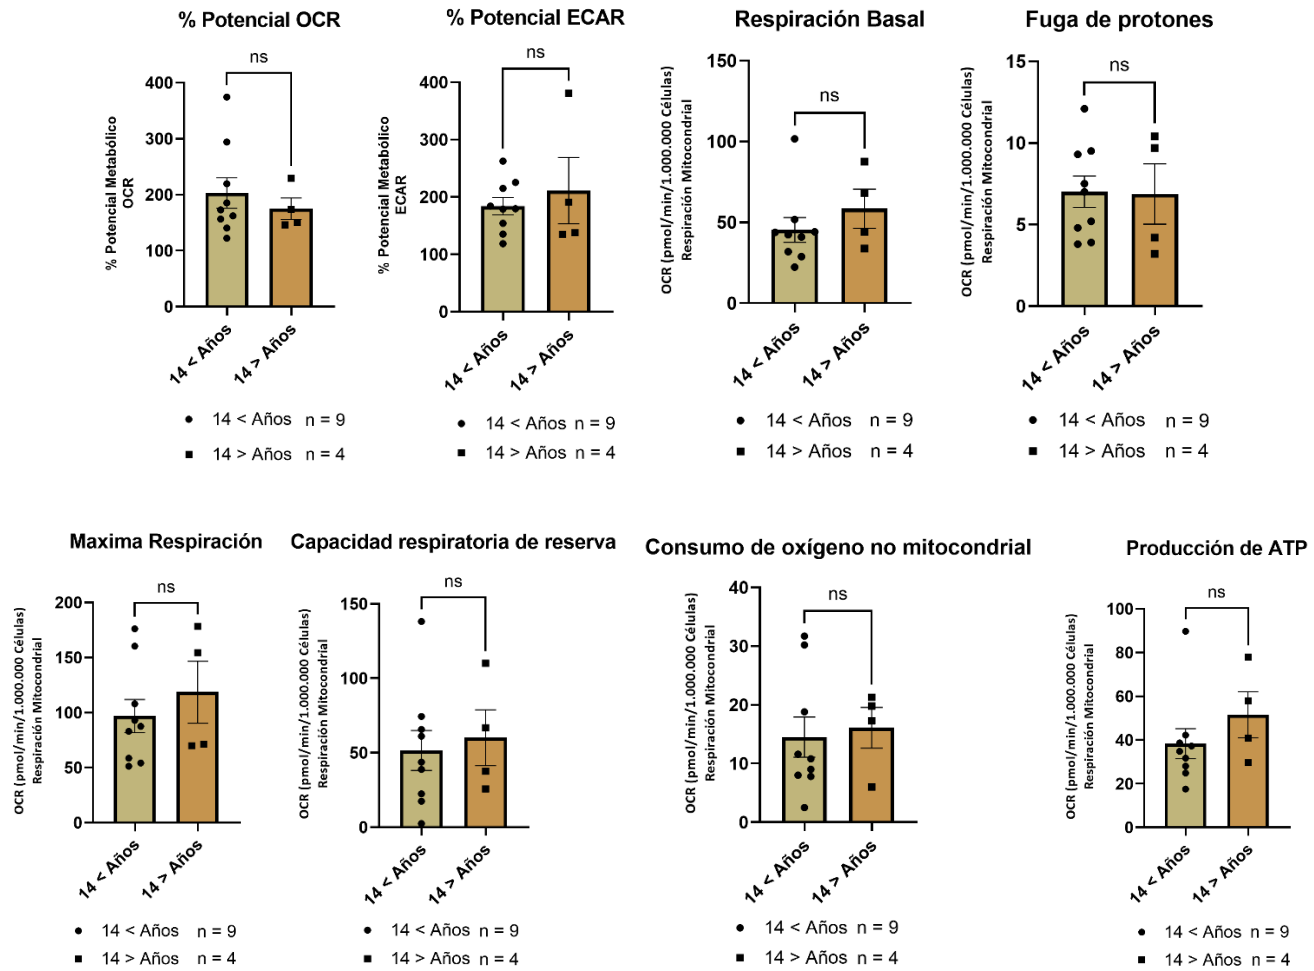 % Potencial OCR
ns
% Potencial Metabólico
OCR
400
300
200
100
0
14 < Años
14 > Años
14 < Años n = 9
14 > Años n = 4
% Potencial ECAR
ns
% Potencial Metabólico
ECAR
400
300
200
100
0
14 < Años
14 > Años
14 < Años n = 9
14 > Años n = 4
Respiración Basal
ns
OCR (pmol/min/1.000.000 Células)
Respiración Mitocondrial
150
100
50
0
14 < Años
14 > Años
14 < Años n = 9
14 > Años n = 4
Fuga de protones
ns
OCR (pmol/min/1.000.000 Células)
Respiración Mitocondrial
15
10
5
0
14 < Años
14 > Años
14 < Años n = 9
14 > Años n = 4
Maxima Respiración
ns
OCR (pmol/min/1.000.000 Células)
Respiración Mitocondrial
200
150
100
50
0
14 < Años
14 > Años
14 < Años n = 9
14 > Años n = 4
Capacidad respiratoria de reserva
ns
OCR (pmol/min/1.000.000 Células)
Respiración Mitocondrial
150
100
50
0
14 < Años
14 > Años
14 < Años n = 9
14 > Años n = 4
Consumo de oxígeno no mitocondrial
ns
OCR (pmol/min/1.000.000 Células)
Respiración Mitocondrial
40
30
20
10
0
14 < Años
14 > Años
14 < Años n = 9
14 > Años n = 4
Producción de ATP
ns
OCR (pmol/min/1.000.000 Células)
Respiración Mitocondrial
100
80
60
40
20
0
14 < Años
14 > Años
14 < Años n = 9
14 > Años n = 4